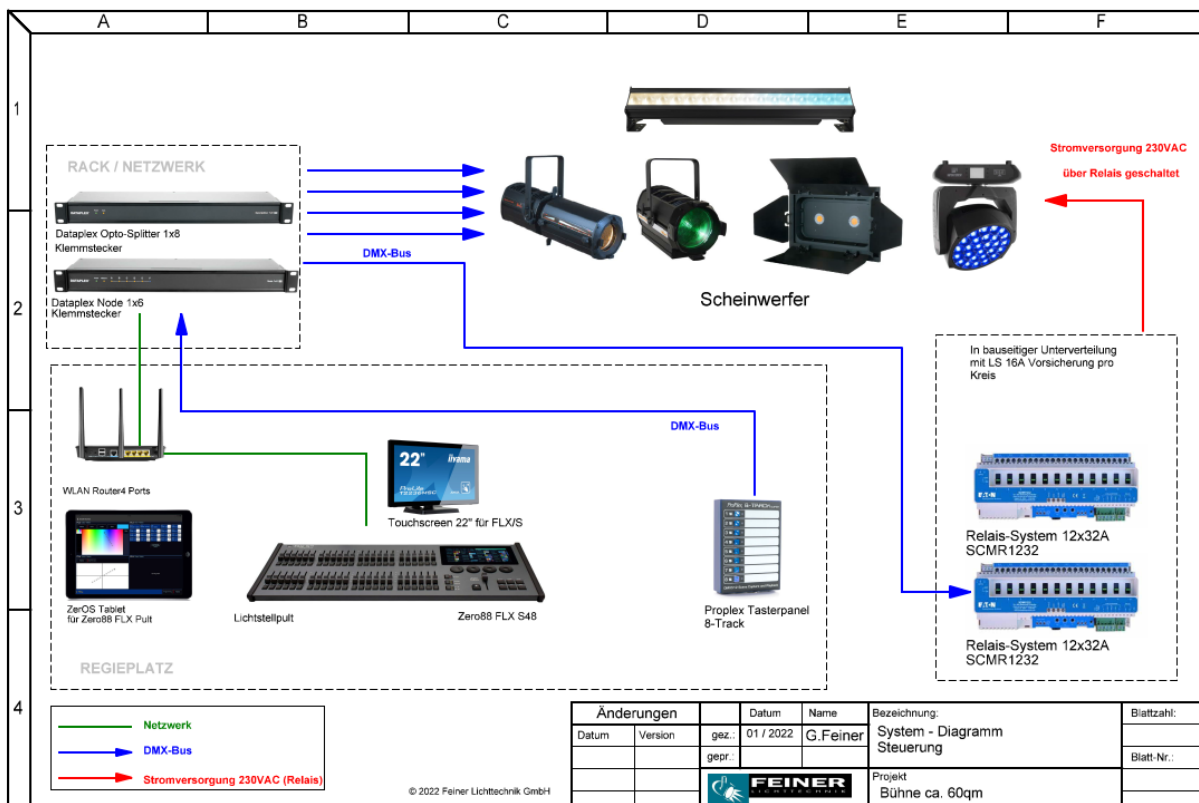 A B C D E F
1
2
3
4
RACK / NETZWERK
Dataplex Opto-Splitter 1x8
Klemmstecker
Dataplex Node 1x6
Klemmstecker
DMX-Bus
Scheinwerfer
Stromversorgung 230VAC
über Relais geschaltet
In bauseitiger Unterverteilung
mit LS 16A Vorsicherung pro
Kreis
Relais-System 12x32A
SCMR1232
Relais-System 12x32A
SCMR1232
DMX-Bus
WLAN Router4 Ports
22"
iiyama
Touchscreen 22" für FLX/S
ZerOS Tablet
für Zero88 FLX Pult
Lichtstellpult
Zero88 FLX S48
Proplex Tasterpanel
8-Track
REGIEPLATZ
Netzwerk
DMX-Bus
Stromversorgung 230VAC (Relais)
© 2022 Feiner Lichttechnik GmbH
Änderungen
Datum Version
Datum Name
gez.: 01 / 2022 G.Feiner
gepr.:
FEINER
LICHTTECHNIK
Bezeichnung:
System - Diagramm
Steuerung
Projekt
Bühne ca. 60qm
Blattzahl:
Blatt-Nr.: